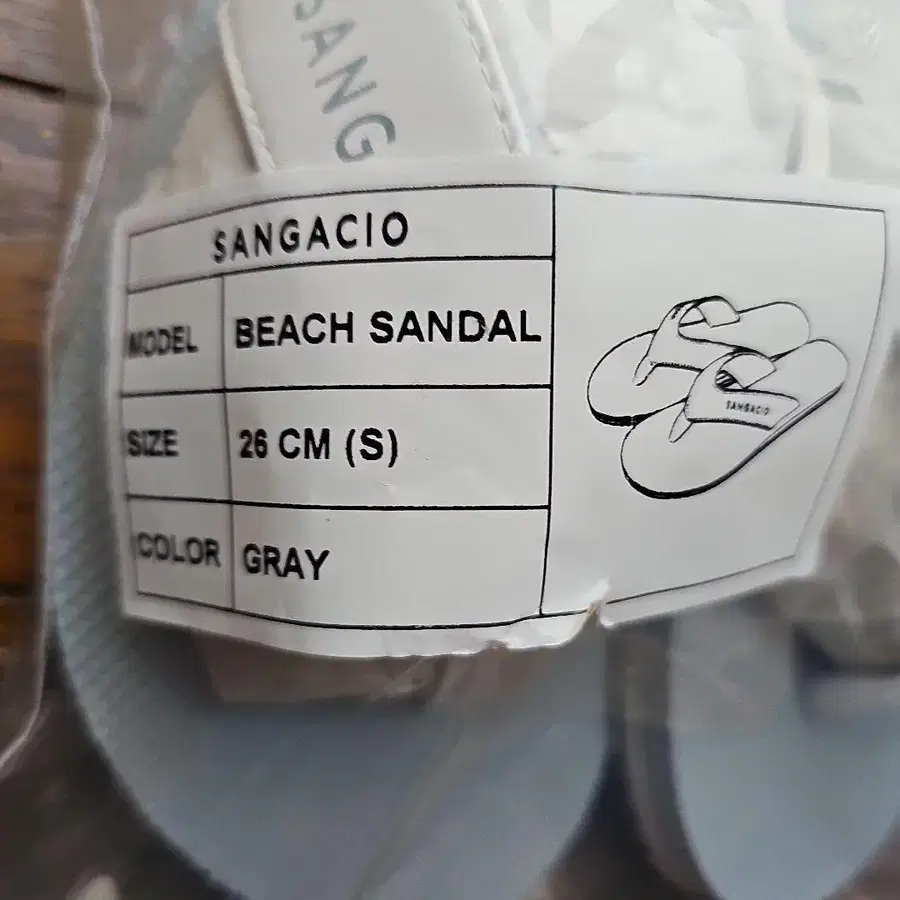 SANG
SANGACIO
MODEL BEACH SANDAL
SIZE 26 CM (S)
COLOR GRAY
SANGACIO